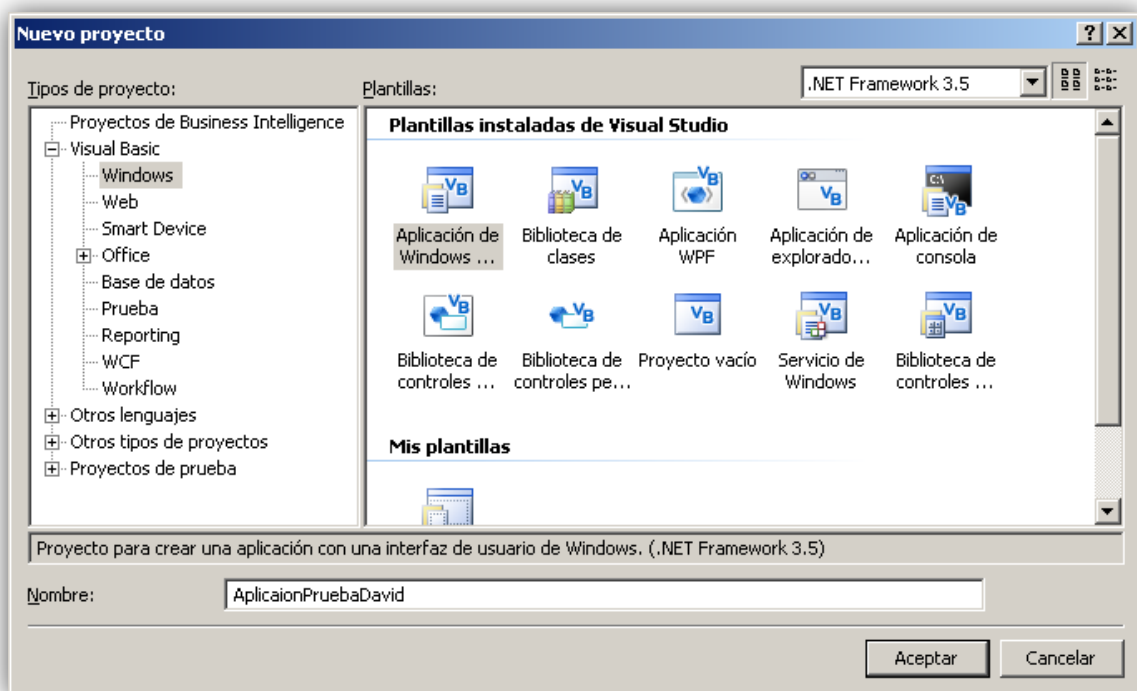 Nuevo proyecto
Tipos de proyecto:
Plantillas:
.NET Framework 3.5
Proyectos de Business Intelligence
Visual Basic
Windows
Web
Smart Device
Office
Base de datos
Prueba
Reporting
WCF
Workflow
Otros lenguajes
Otros tipos de proyectos
Proyectos de prueba
Plantillas instaladas de Visual Studio
Aplicación de
Windows ...
Biblioteca de
clases
Aplicación
WPF
Aplicación de
explorado...
Aplicación de
consola
Biblioteca de
controles ...
Biblioteca de
controles pe...
Proyecto vacío
Servicio de
Windows
Biblioteca de
controles ...
Mis plantillas
Proyecto para crear una aplicación con una interfaz de usuario de Windows. (.NET Framework 3.5)
Nombre:
AplicaionPruebaDavid
Aceptar
Cancelar